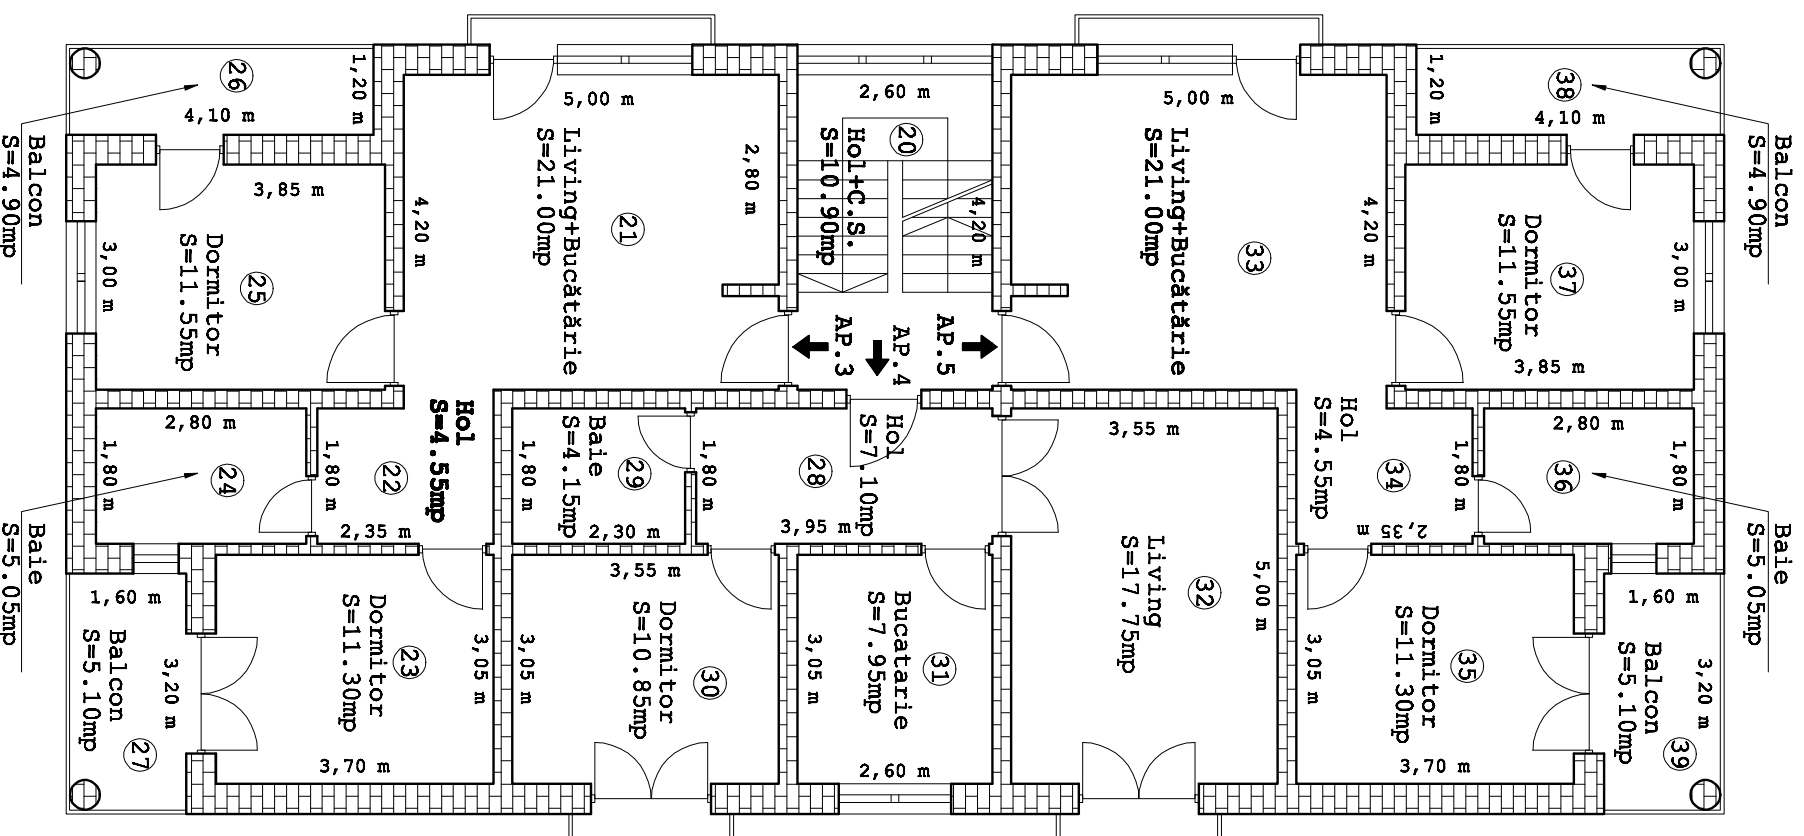 26
4,10 m
1,20 m
Balcon
S=4.90mp
5,00 m
Living+Bucătărie
S=21.00mp
2,80 m
4,20 m
21
2,60 m
20
Hol+C.S.
S=10.90mp
4,20 m
5,00 m
Living+Bucătărie
S=21.00mp
4,20 m
33
1,20 m
38
4,10 m
Balcon
S=4.90mp
3,85 m
3,00 m
Dormitor
S=11.55mp
25
Dormitor
S=11.55mp
37
3,00 m
3,85 m
AP.3
AP.4
AP.5
2,80 m
1,80 m
24
Baie
S=5.05mp
Hol
S=4.55mp
1,80 m
22
2,35 m
Baie
S=4.15mp
1,80 m
29
2,30 m
1,80 m
28
Hol
S=7.10mp
3,95 m
3,55 m
Living
S=17.75mp
32
5,00 m
Hol
S=4.55mp
34
1,80 m
2,35 m
2,80 m
36
1,80 m
Baie
S=5.05mp
1,60 m
Balcon
S=5.10mp
3,20 m
27
Dormitor
S=11.30mp
23
3,05 m
3,70 m
3,55 m
3,05 m
Dormitor
S=10.85mp
30
3,05 m
Bucatarie
S=7.95mp
31
2,60 m
3,05 m
Dormitor
S=11.30mp
35
3,70 m
1,60 m
Balcon
S=5.10mp
3,20 m
39